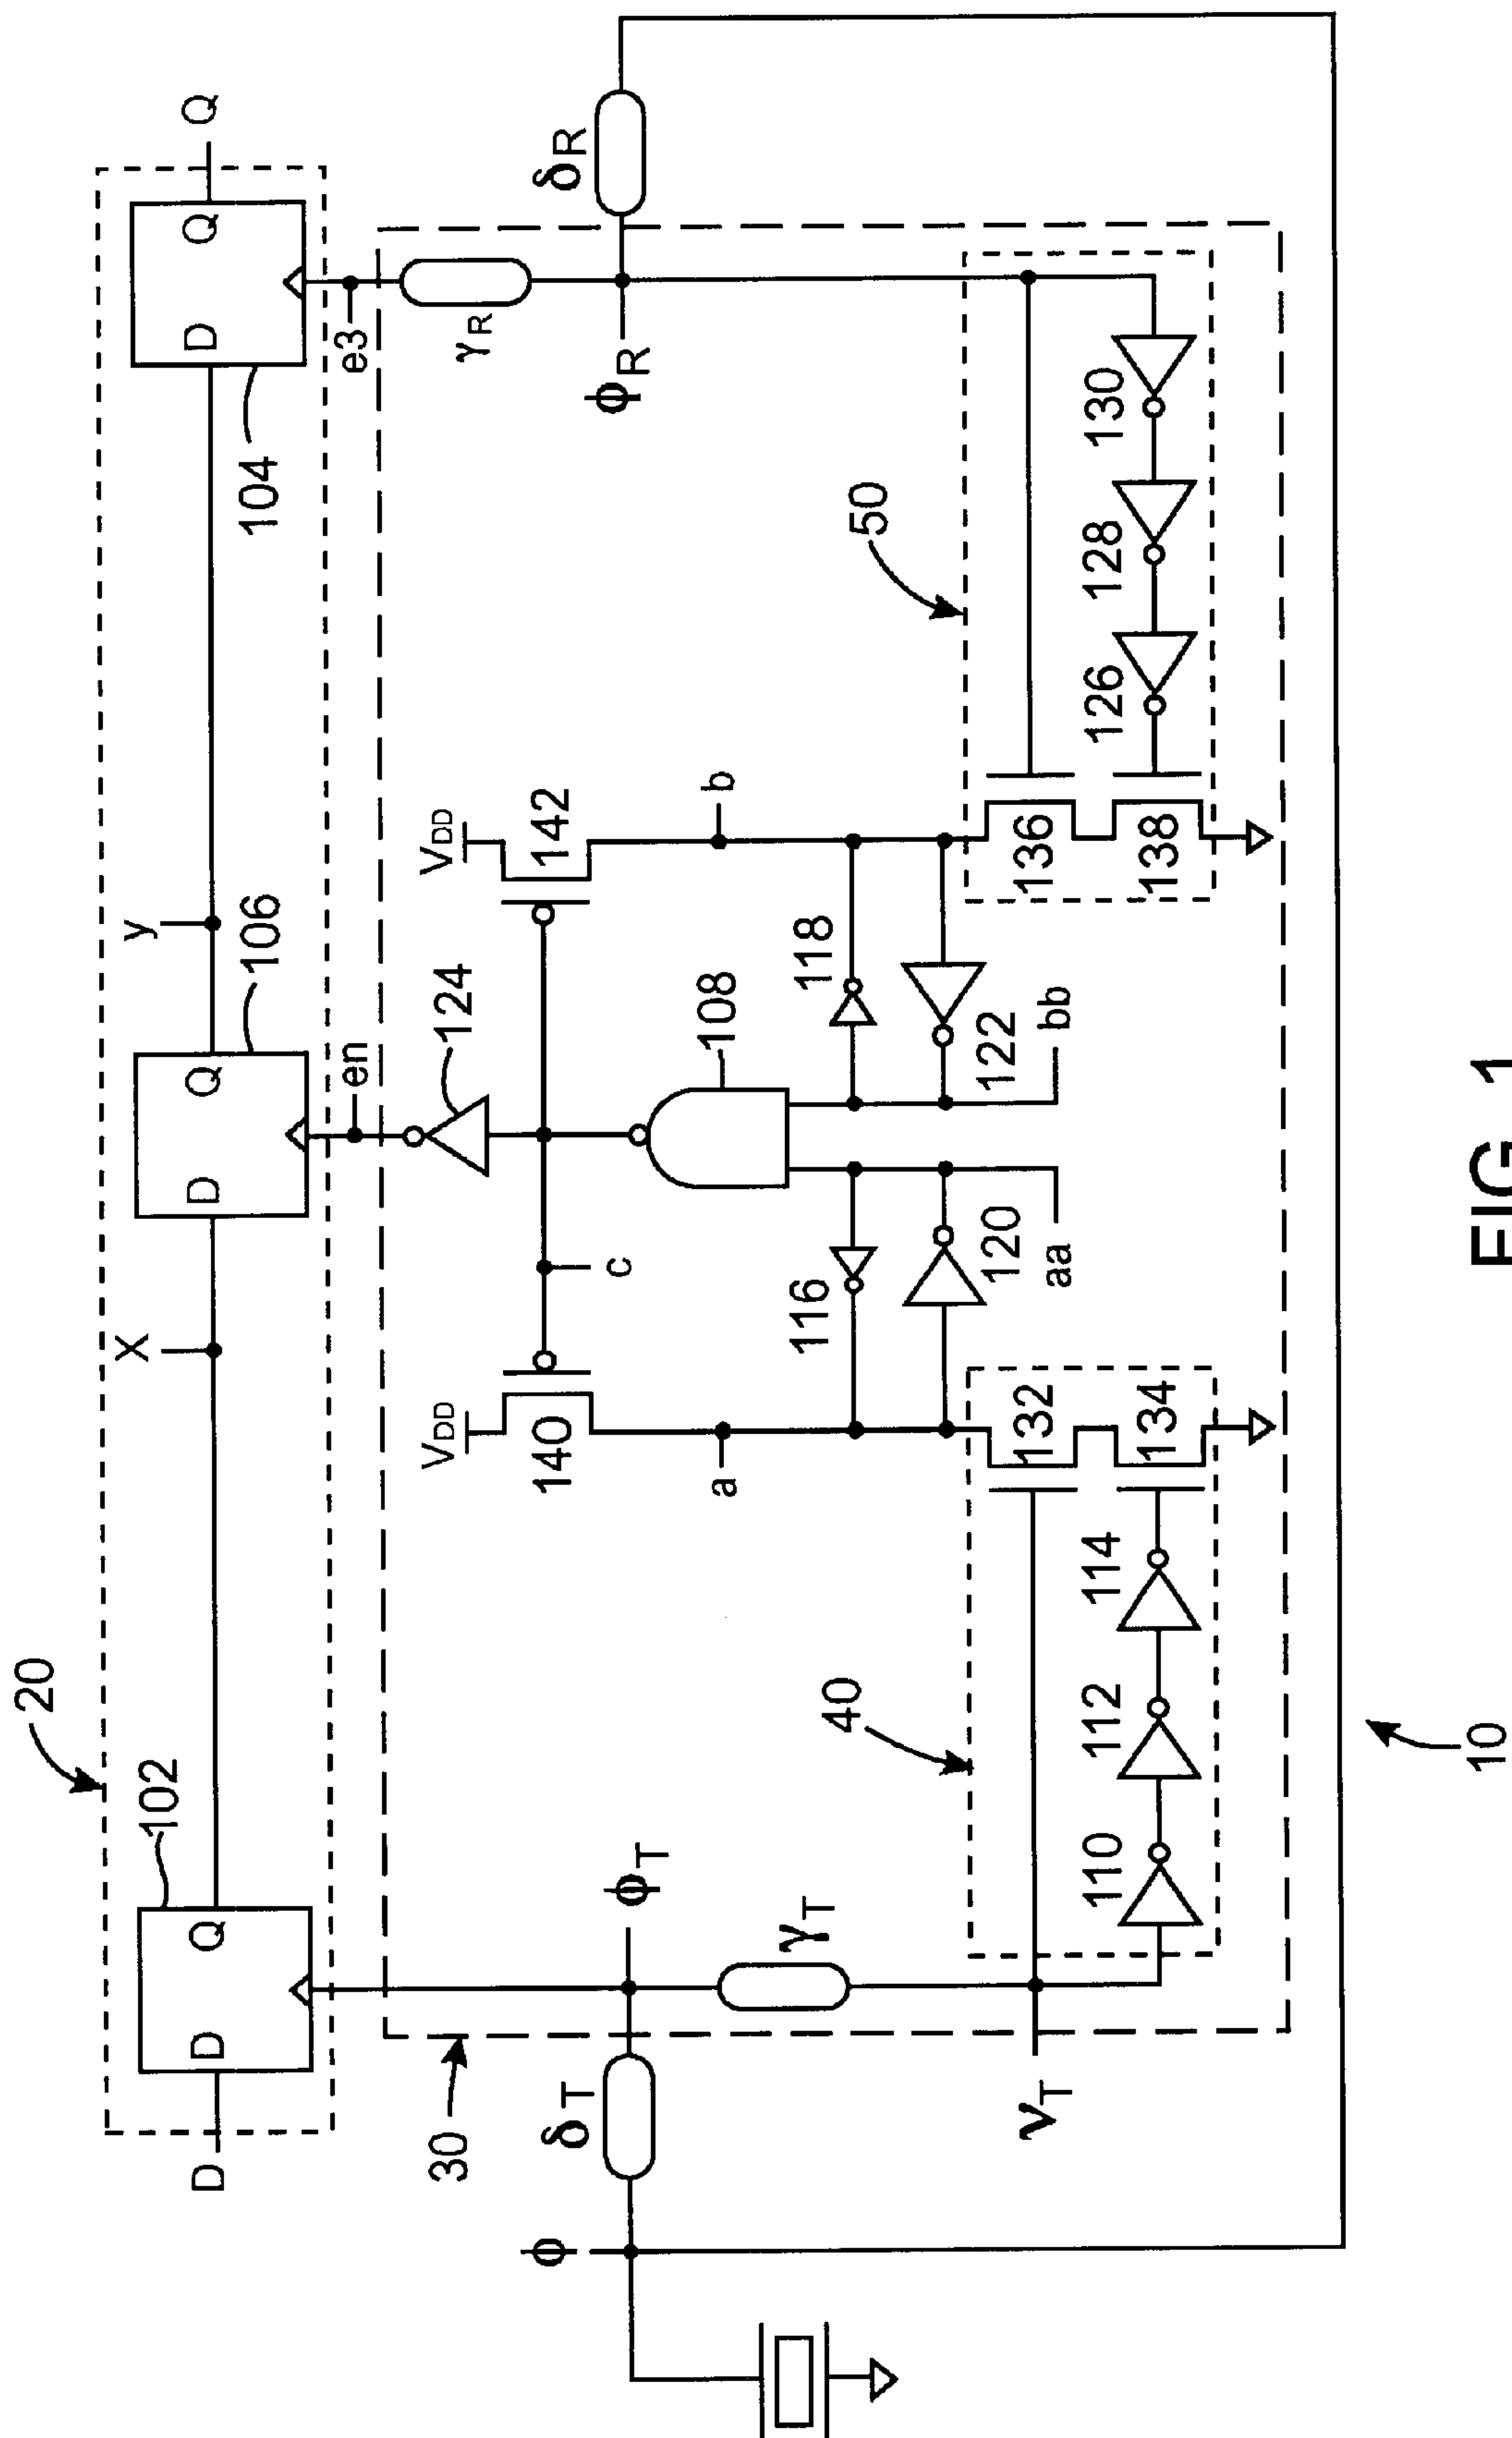 20
102
D
D
Q
X
D
Q
106
y
D
Q
104
Q
en
e3
30
δT
ϕT
ϕ
γT
νT
VDD
140
c
a
124
108
VDD
142
b
γR
ϕR
δR
40
110
112
114
132
134
116
120
aa
118
122
bb
50
136
138
126
128
130
10
FIG. 1